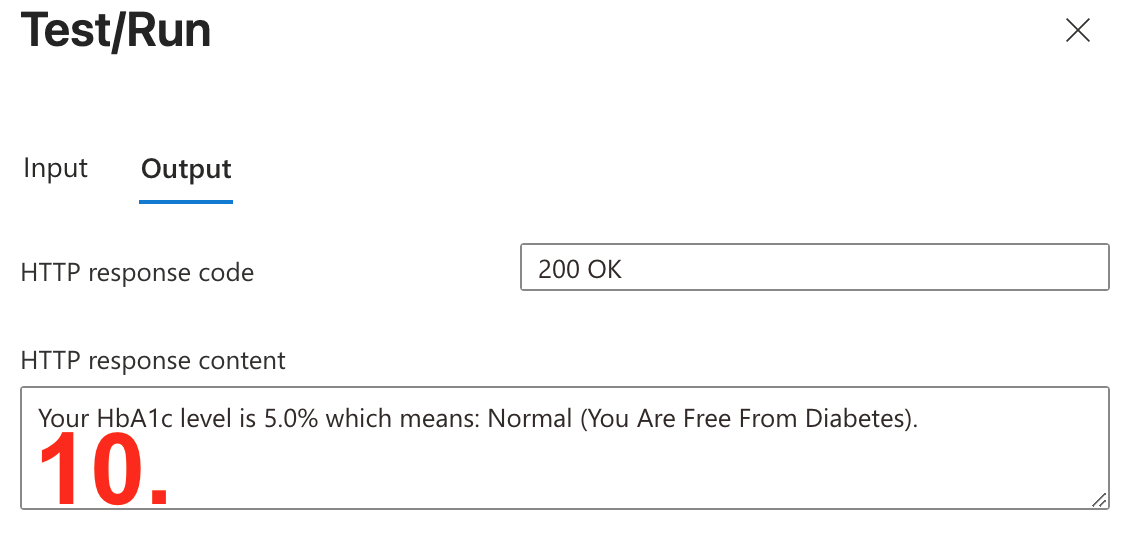 Test/Run
Input
Output
HTTP response code
200 OK
HTTP response content
Your HbA1c level is 5.0% which means: Normal (You Are Free From Diabetes).
10.